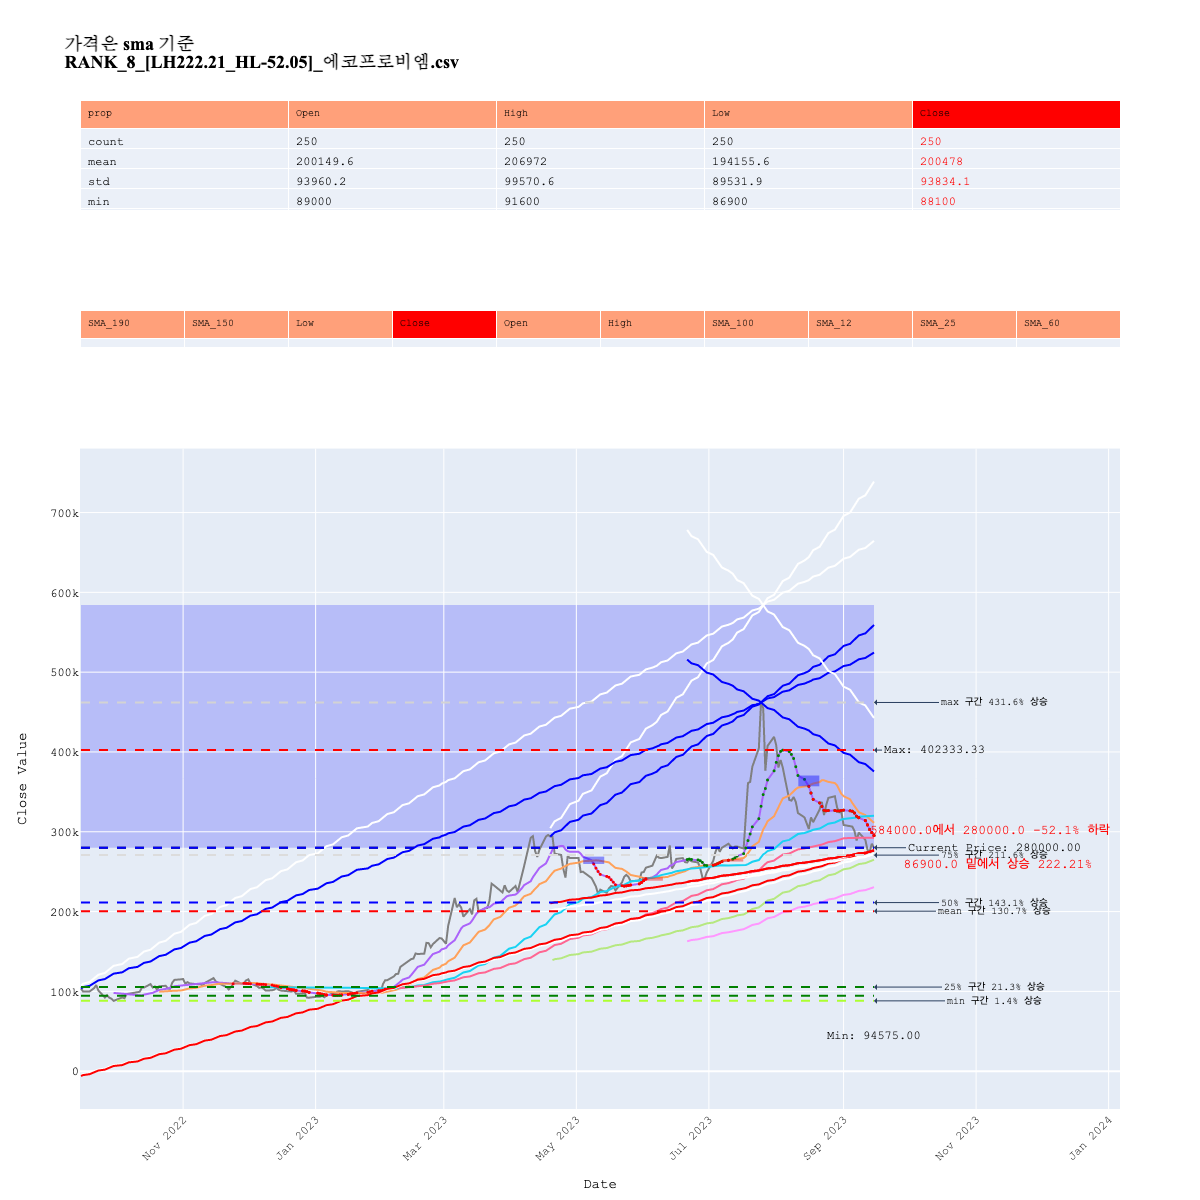 가격은 sma 기준
RANK_8_[LH222.21_HL-52.05]_에코프로비엠.csv
prop Open High Low Close
count 250 250 250 250
mean 200149.6 206972 194155.6 200478
std 93960.2 99570.6 89531.9 93834.1
min 89000 91600 86900 88100
SMA_190 SMA_150 Low Close Open High SMA_100 SMA_12 SMA_25 SMA_60
700k
600k
500k
max 구간 431.6% 상승
400k
Max: 402333.33
300k
584000.0에서 280000.0 -52.1% 하락
Current Price: 280000.00
75% 구간 211.6% 상승
86900.0 밑에서 상승 222.21%
200k
50% 구간 143.1% 상승
mean 구간 130.7% 상승
100k
25% 구간 21.3% 상승
min 구간 1.4% 상승
Min: 94575.00
0
Close Value
Nov 2022 Jan 2023 Mar 2023 May 2023 Jul 2023 Sep 2023 Nov 2023 Jan 2024
Date